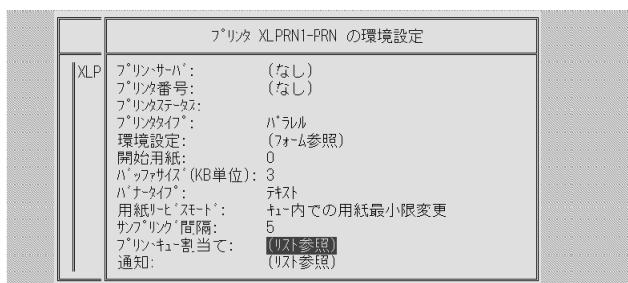 ﾌﾟﾘﾝﾀ XLPRN1-PRN の環境設定
XLP
ﾌﾟﾘﾝﾄｻｰﾊﾞ: (なし)
ﾌﾟﾘﾝﾀ番号: (なし)
ﾌﾟﾘﾝﾀｽﾃｰﾀｽ:
ﾌﾟﾘﾝﾀﾀｲﾌﾟ: ﾊﾟﾗﾚﾙ
環境設定: (ﾌｫｰﾑ参照)
開始用紙: 0
ﾊﾞｯﾌｧｻｲｽﾞ(KB単位): 3
ﾊﾞﾅｰﾀｲﾌﾟ: ﾃｷｽﾄ
用紙ｻｰﾋﾞｽﾓｰﾄﾞ: ｷｭｰ内での用紙最小限変更
ｻﾝﾌﾟﾘﾝｸﾞ間隔: 5
ﾌﾟﾘﾝﾄｷｭｰ割当て: (ﾘｽﾄ参照)
通知: (ﾘｽﾄ参照)